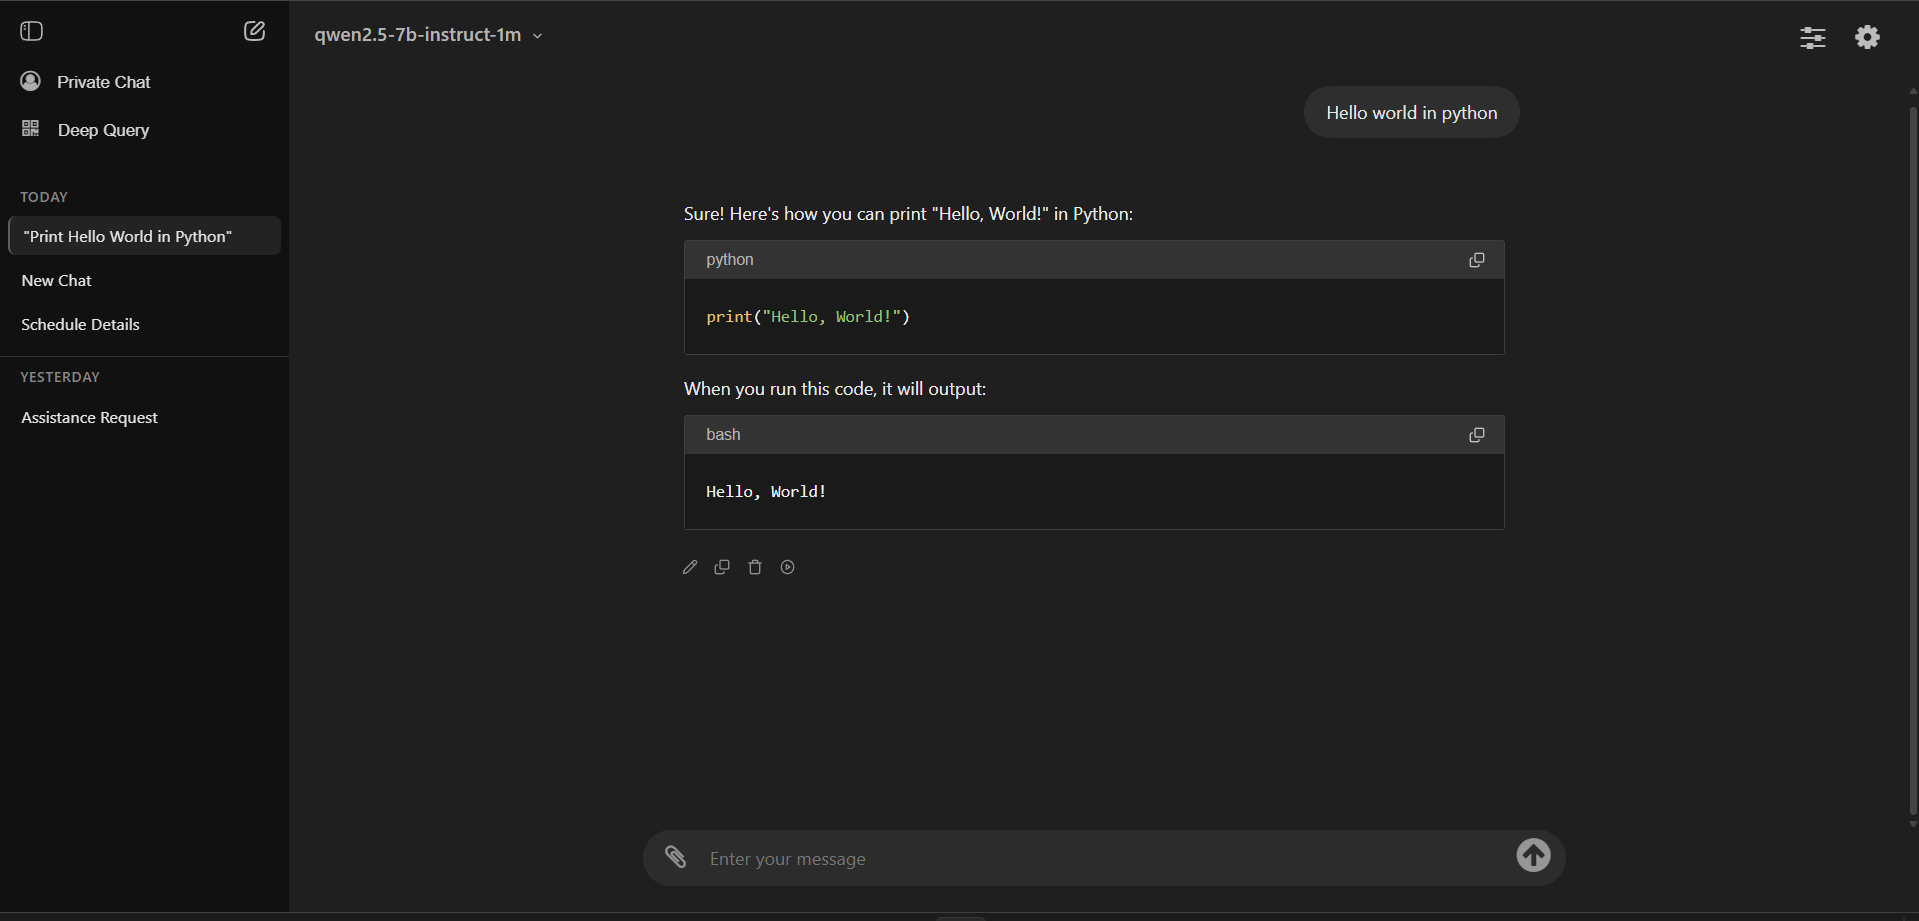 qwen2.5-7b-instruct-1m
Private Chat
Deep Query
TODAY
"Print Hello World in Python"
New Chat
Schedule Details
YESTERDAY
Assistance Request
Hello world in python
Sure! Here's how you can print "Hello, World!" in Python:
python
print("Hello, World!")
When you run this code, it will output:
bash
Hello, World!
Enter your message